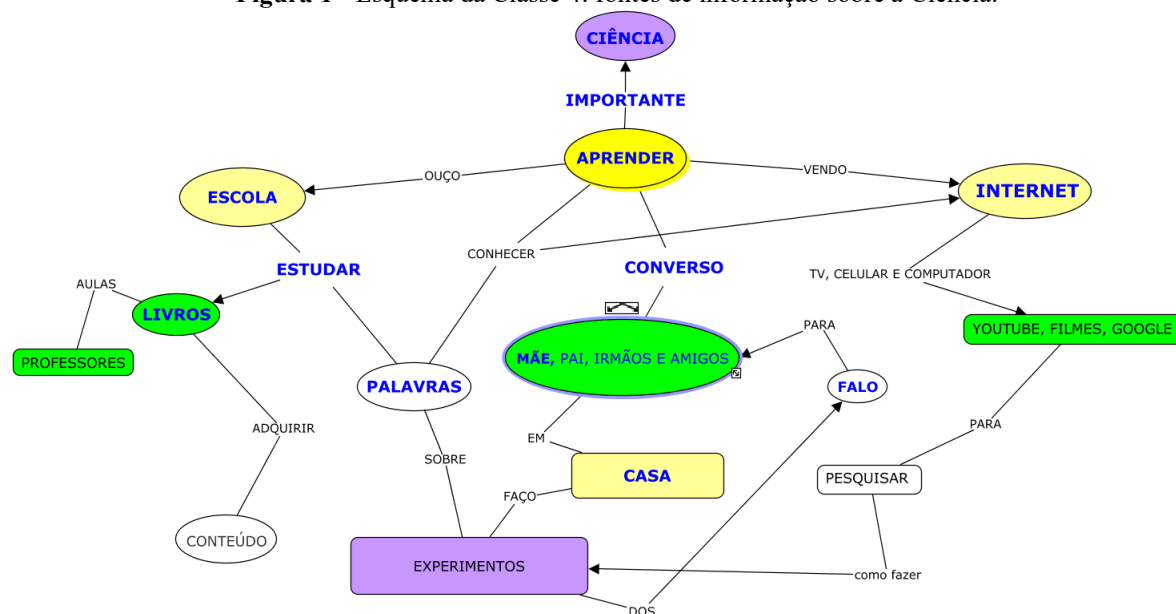 Figura 1 - Esquema da Classe 4: fontes de informação sobre a Ciência.
CIÊNCIA
IMPORTANTE
APRENDER
OUÇO
VENDO
ESCOLA
INTERNET
CONHECER
ESTUDAR
CONVERSO
TV, CELULAR E COMPUTADOR
AULAS
LIVROS
PARA
YOUTUBE, FILMES, GOOGLE
PROFESSORES
MÃE, PAI, IRMÃOS E AMIGOS
PALAVRAS
FALO
ADQUIRIR
EM
PARA
SOBRE
CASA
PESQUISAR
FAÇO
CONTEÚDO
EXPERIMENTOS
como fazer
DOS